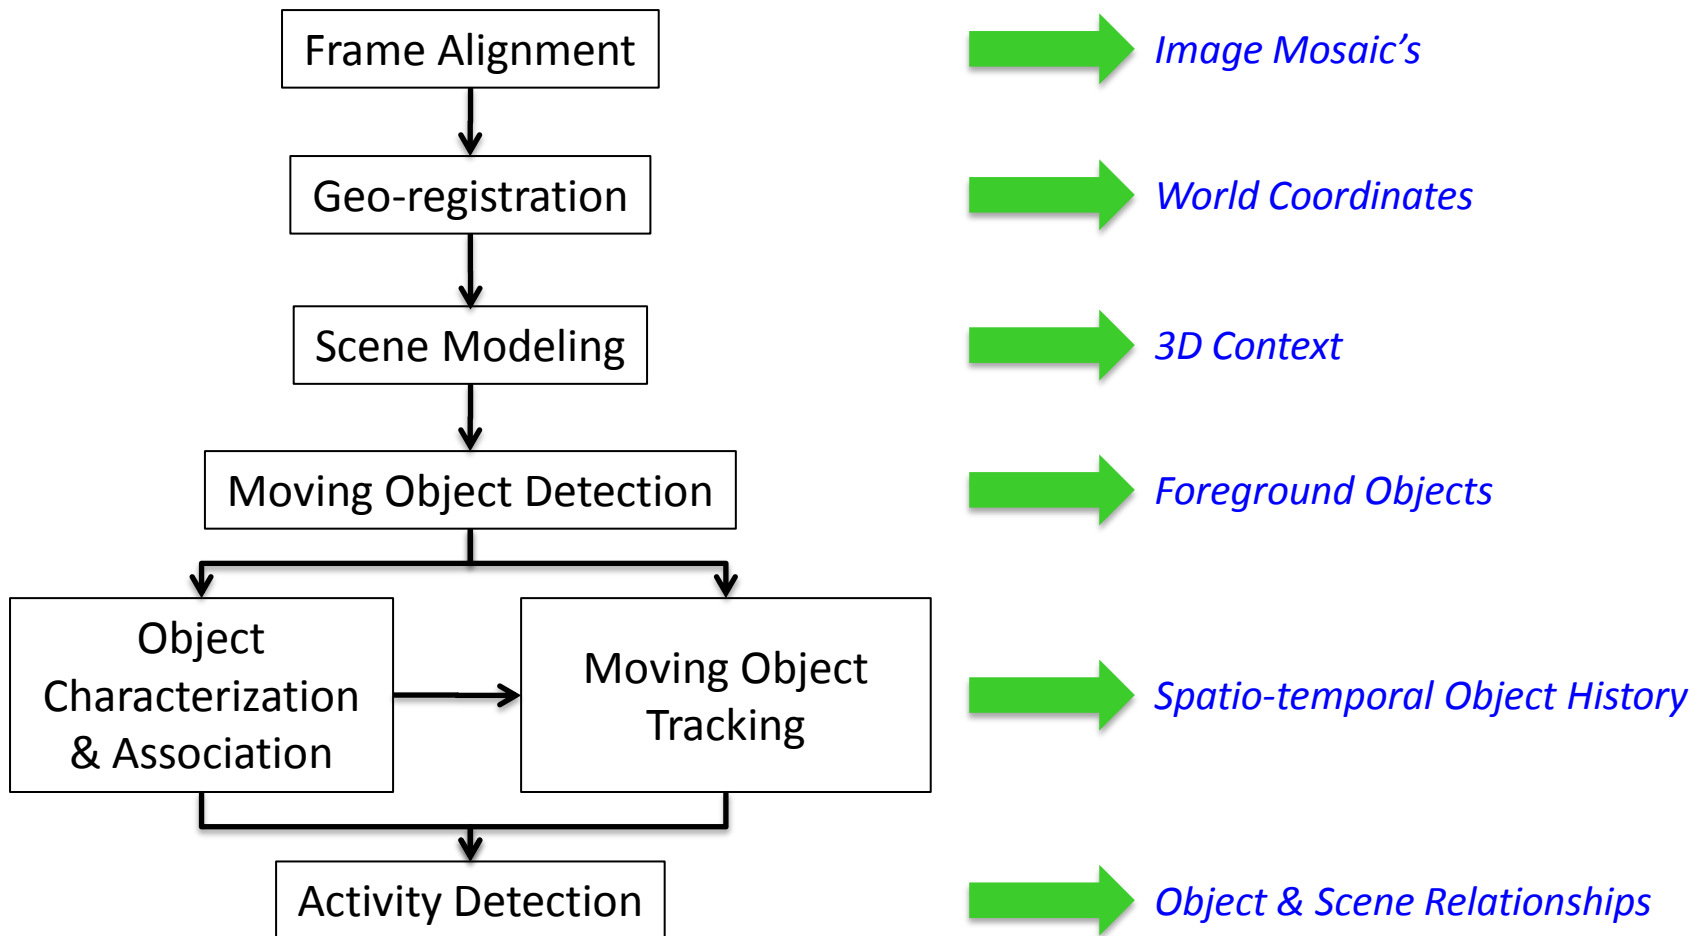 Frame Alignment
Image Mosaic’s
Geo-registration
World Coordinates
Scene Modeling
3D Context
Moving Object Detection
Foreground Objects
Object
Characterization
& Association
Moving Object
Tracking
Spatio-temporal Object History
Activity Detection
Object & Scene Relationships